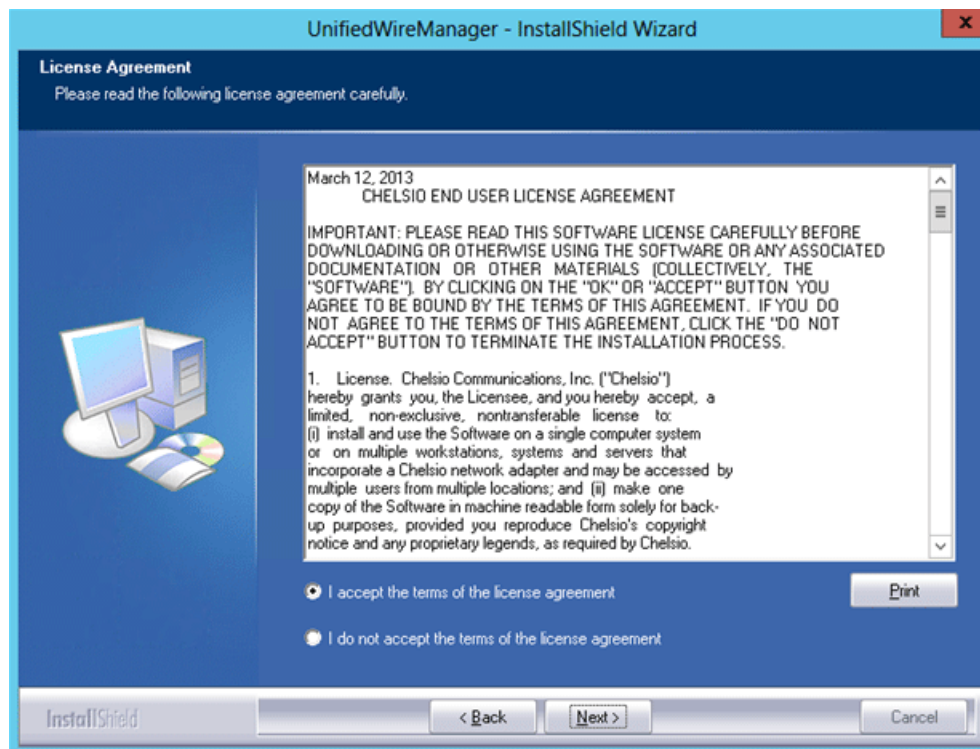 UnifiedWireManager - InstallShield Wizard
x
License Agreement
Please read the following license agreement carefully.
March 12, 2013
CHELSIO END USER LICENSE AGREEMENT
IMPORTANT: PLEASE READ THIS SOFTWARE LICENSE CAREFULLY BEFORE
DOWNLOADING OR OTHERWISE USING THE SOFTWARE OR ANY ASSOCIATED
DOCUMENTATION OR OTHER MATERIALS (COLLECTIVELY, THE
"SOFTWARE"). BY CLICKING ON THE "OK" OR "ACCEPT" BUTTON YOU
AGREE TO BE BOUND BY THE TERMS OF THIS AGREEMENT. IF YOU DO
NOT AGREE TO THE TERMS OF THIS AGREEMENT, CLICK THE "DO NOT
ACCEPT" BUTTON TO TERMINATE THE INSTALLATION PROCESS.
1. License. Chelsio Communications, Inc. ("Chelsio")
hereby grants you, the Licensee, and you hereby accept, a
limited, non-exclusive, nontransferable license to:
(i) install and use the Software on a single computer system
or on multiple workstations, systems and servers that
incorporate a Chelsio network adapter and may be accessed by
multiple users from multiple locations; and (ii) make one
copy of the Software in machine readable form solely for back-
up purposes, provided you reproduce Chelsio's copyright
notice and any proprietary legends, as required by Chelsio.
I accept the terms of the license agreement
Print
I do not accept the terms of the license agreement
InstallShield
< Back
Next >
Cancel